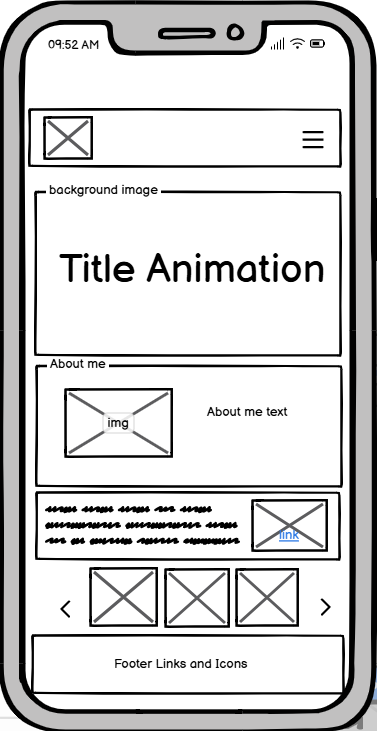 09:52 AM
background image
Title Animation
About me
img
About me text
link
Footer Links and Icons